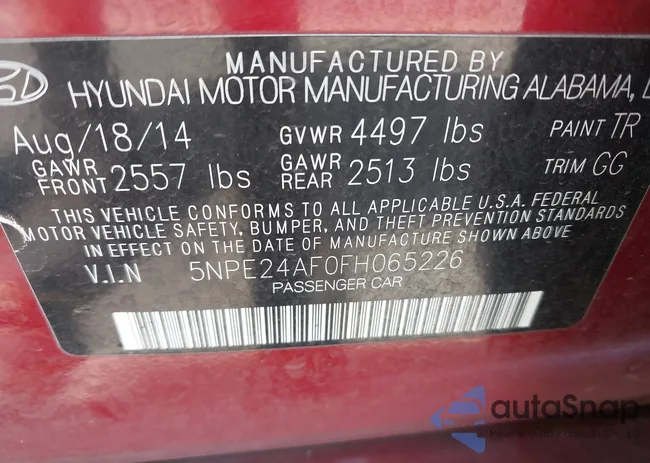 MANUFACTURED BY
HYUNDAI MOTOR MANUFACTURING ALABAMA,
Aug/18/14 GVWR 4497 lbs PAINT TR
GAWR FRONT 2557 lbs GAWR REAR 2513 lbs TRIM GG
THIS VEHICLE CONFORMS TO ALL APPLICABLE U.S.A. FEDERAL
MOTOR VEHICLE SAFETY, BUMPER, AND THEFT PREVENTION STANDARDS
IN EFFECT ON THE DATE OF MANUFACTURE SHOWN ABOVE
V.I.N 5NPE24AF0FH065226
PASSENGER CAR
autoSnap